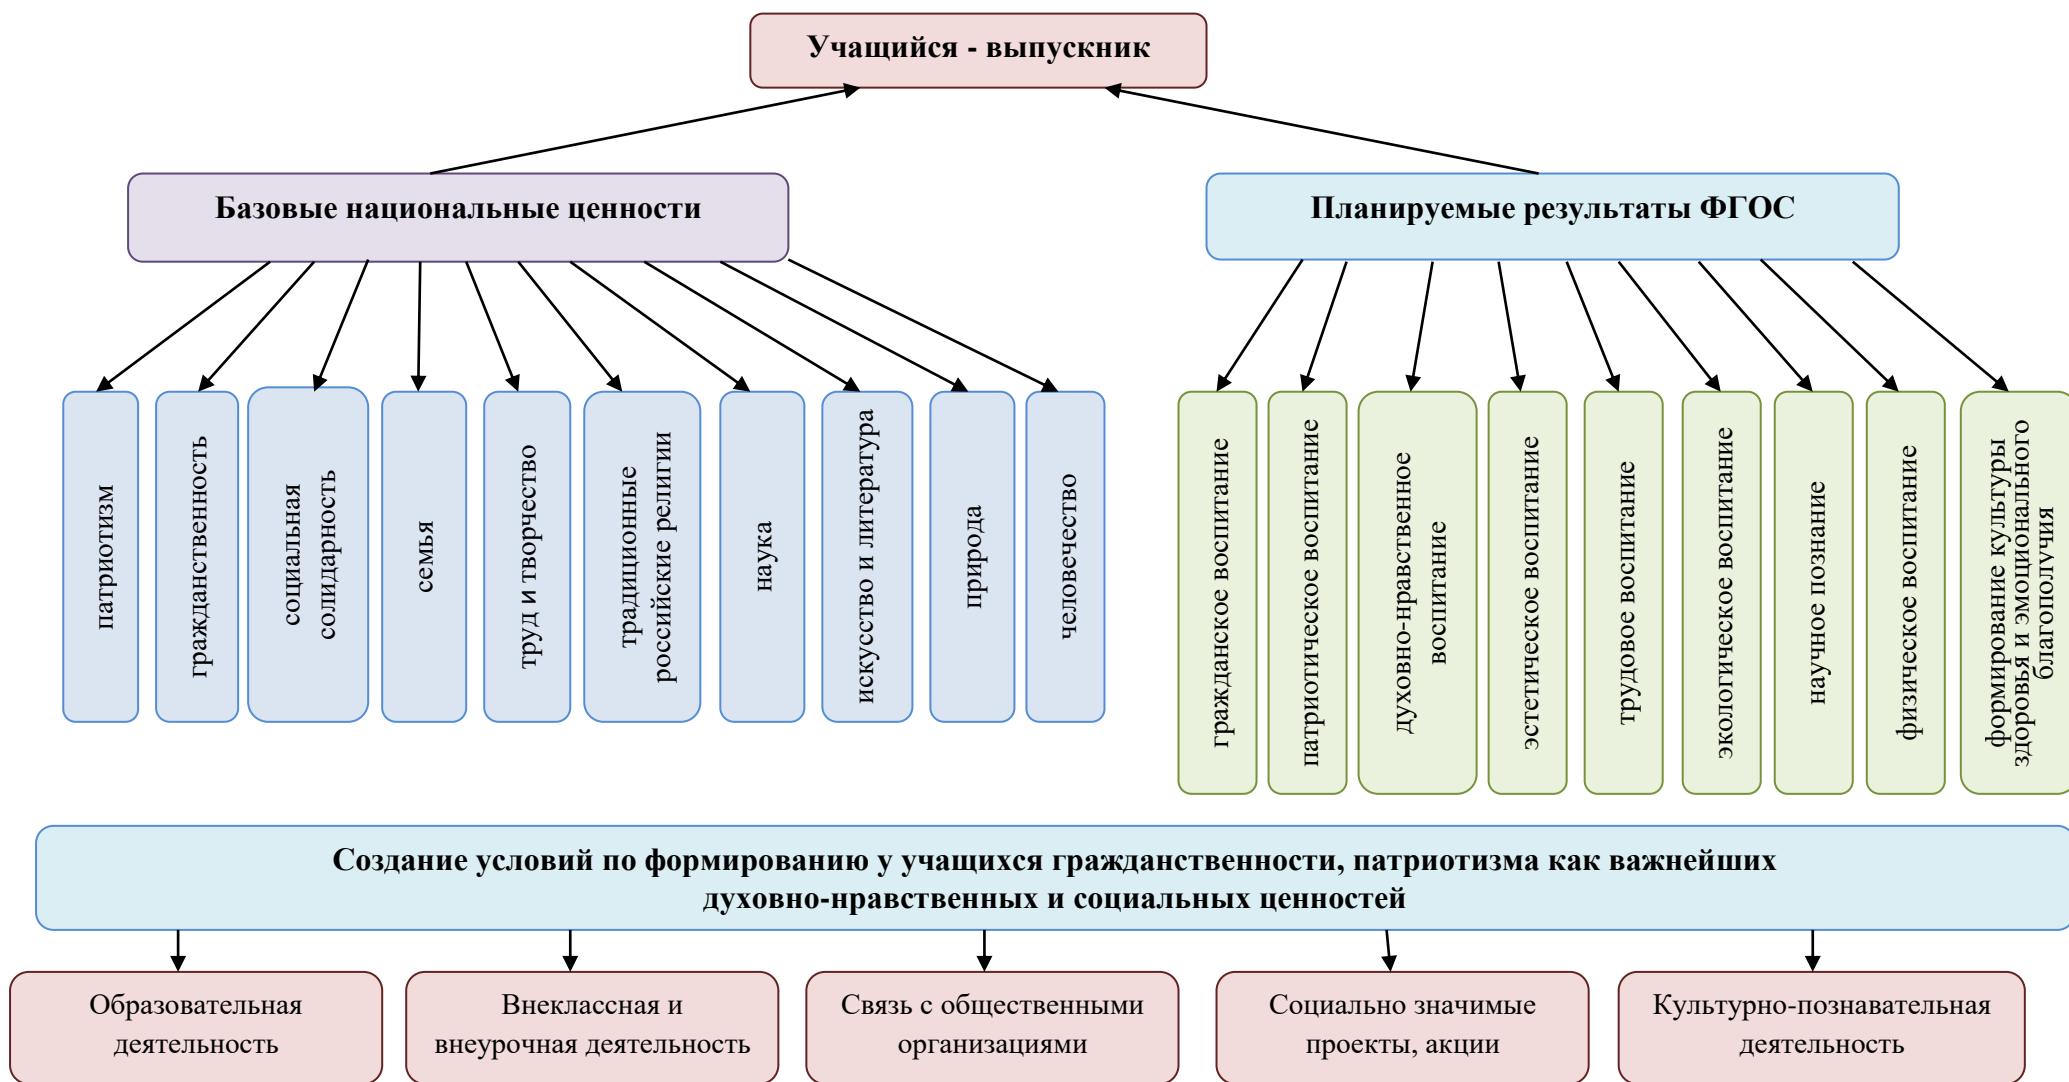 Учащийся - выпускник
Базовые национальные ценности
Планируемые результаты ФГОС
патриотизм
гражданственность
социальная
солидарность
семья
труд и творчество
традиционные
российские религии
наука
искусство и литература
природа
человечество
гражданское воспитание
патриотическое воспитание
духовно-нравственное
воспитание
эстетическое воспитание
трудовое воспитание
экологическое воспитание
научное познание
физическое воспитание
формирование культуры
здоровья и эмоционального
благополучия
Создание условий по формированию у учащихся гражданственности, патриотизма как важнейших
духовно-нравственных и социальных ценностей
Образовательная
деятельность
Внеклассная и
внеурочная деятельность
Связь с общественными
организациями
Социально значимые
проекты, акции
Культурно-познавательная
деятельность